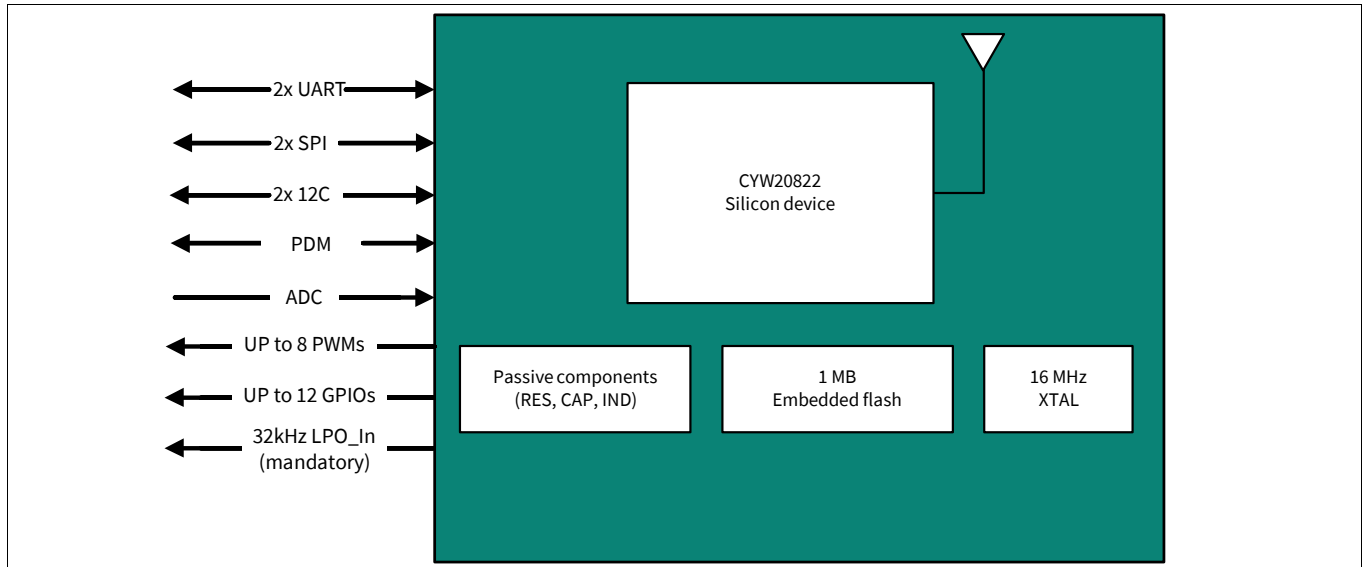 2x UART
2x SPI
2x 12C
PDM
ADC
UP to 8 PWMs
UP to 12 GPIOs
32kHz LPO_In
(mandatory)
CYW20822
Silicon device
Passive components
(RES, CAP, IND)
1 MB
Embedded flash
16 MHz
XTAL